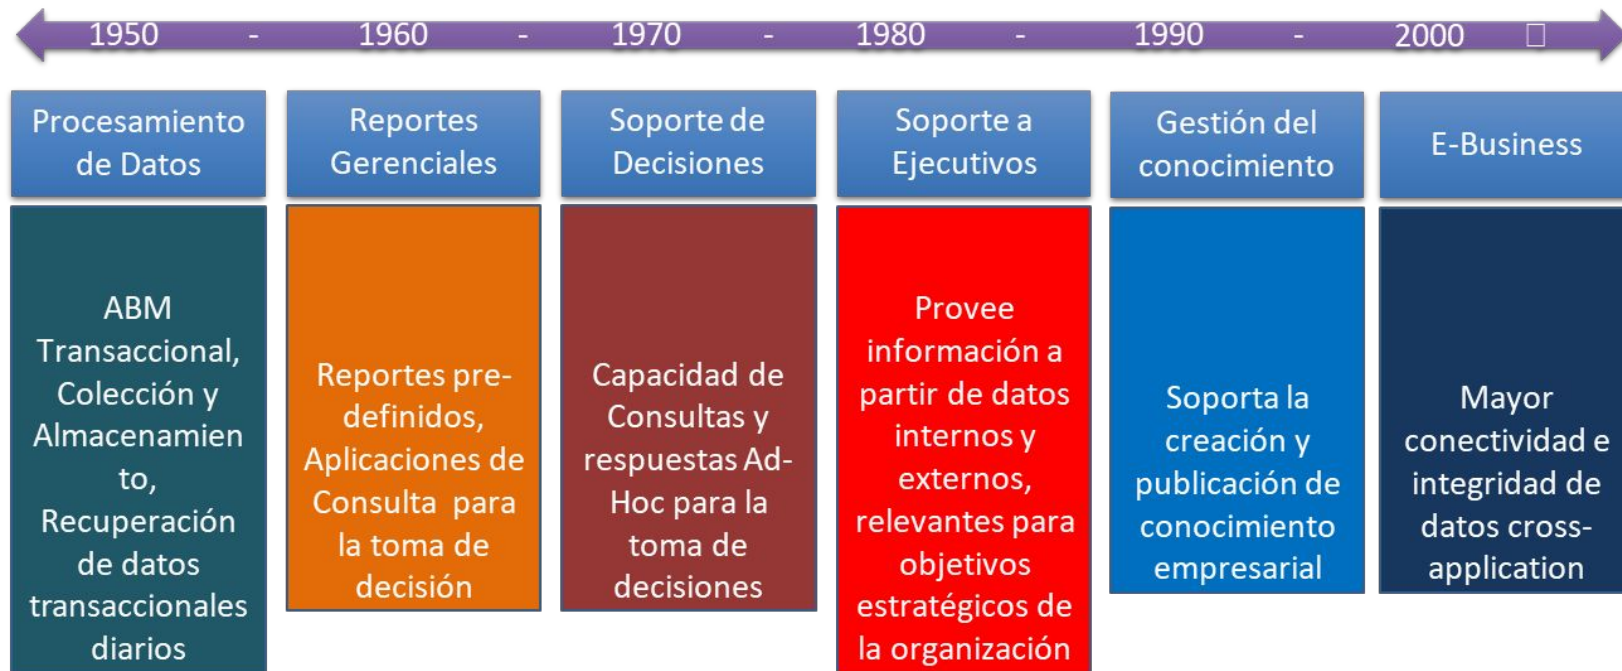 1950 - 1960 - 1970 - 1980 - 1990 - 2000 □
Procesamiento
de Datos
Reportes
Gerenciales
Soporte de
Decisiones
Soporte a
Ejecutivos
Gestión del
conocimiento
E-Business
ABM
Transaccional,
Colección y
Almacenamien
to,
Recuperación
de datos
transaccionales
diarios
Reportes pre-
definidos,
Aplicaciones de
Consulta para
la toma de
decisión
Capacidad de
Consultas y
respuestas Ad-
Hoc para la
toma de
decisiones
Provee
información a
partir de datos
internos y
externos,
relevantes para
objetivos
estratégicos de
la organización
Soporta la
creación y
publicación de
conocimiento
empresarial
Mayor
conectividad e
integridad de
datos cross-
application